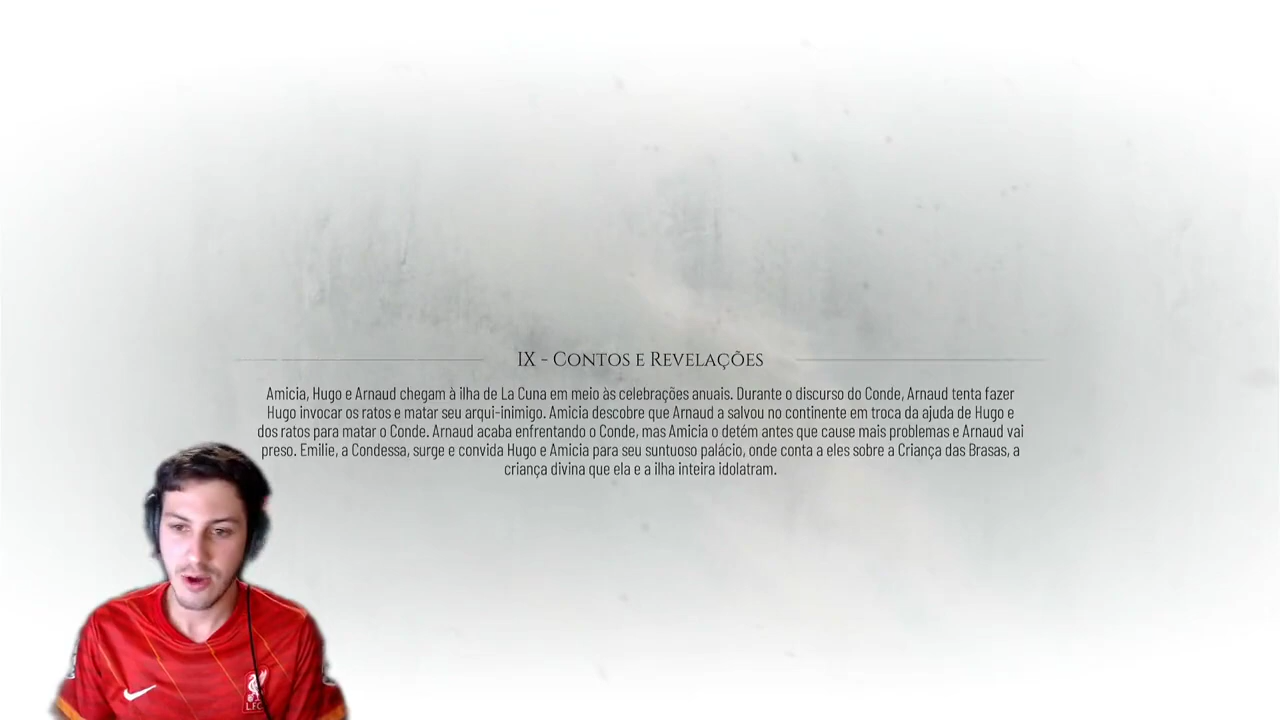 IX - Contos e Revelações
Amicia, Hugo e Arnaud chegam à ilha de La Cuna em meio às celebrações anuais. Durante o discurso do Conde, Arnaud tenta fazer
Hugo invocar os ratos e matar seu arqui-inimigo. Amicia descobre que Arnaud a salvou no continente em troca da ajuda de Hugo e
dos ratos para matar o Conde. Arnaud acaba enfrentando o Conde, mas Amicia o detém antes que cause mais problemas e Arnaud vai
preso. Emilie, a Condessa, surge e convida Hugo e Amicia para seu suntuoso palácio, onde conta a eles sobre a Criança das Brasas, a
criança divina que ela e a ilha inteira idolatram.
L.F.C.